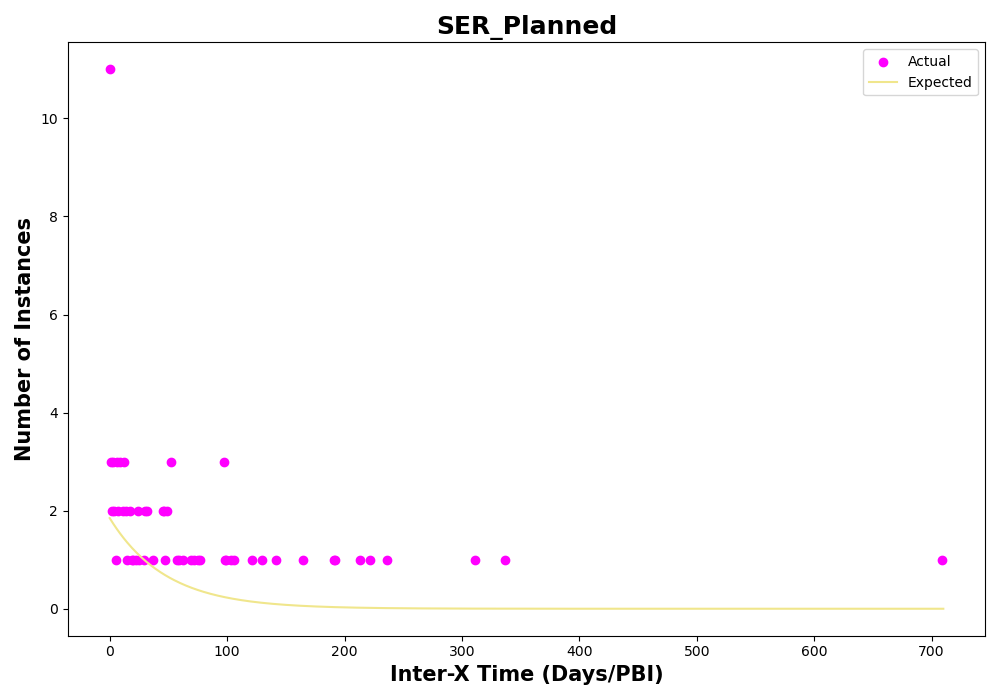 SER_Planned
Actual
Expected
10
8
6
4
2
0
Number of Instances
0 100 200 300 400 500 600 700
Inter-X Time (Days/PBI)